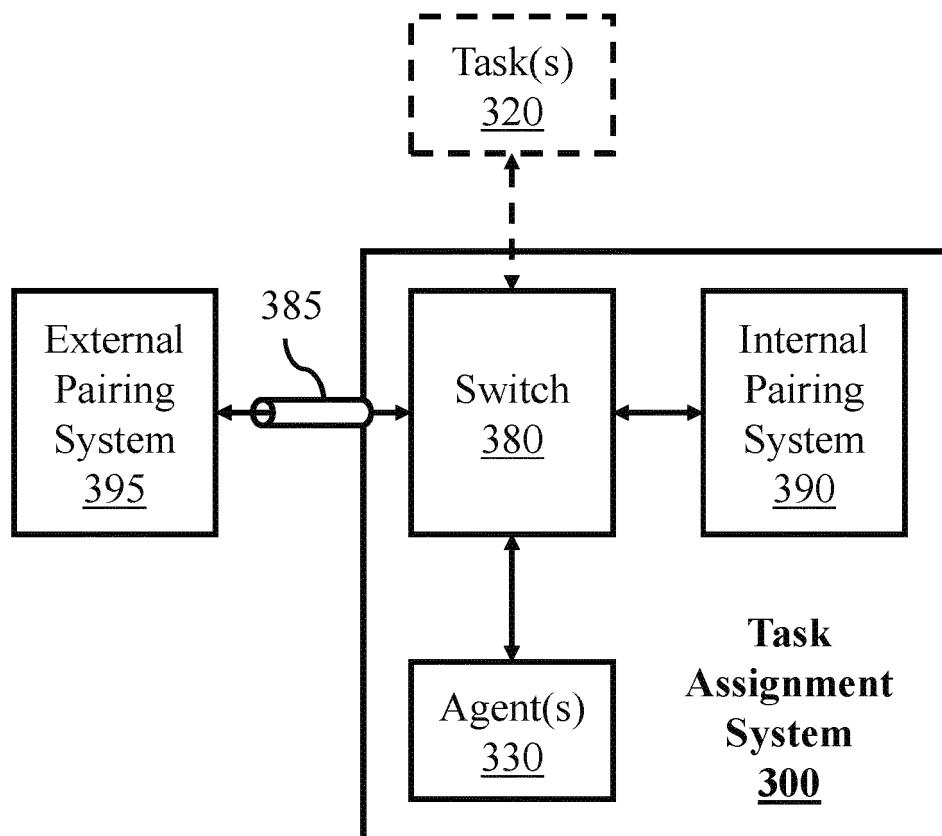 Task(s)
320
385
External
Pairing
System
395
Switch
380
Internal
Pairing
System
390
Agent(s)
330
Task
Assignment
System
300